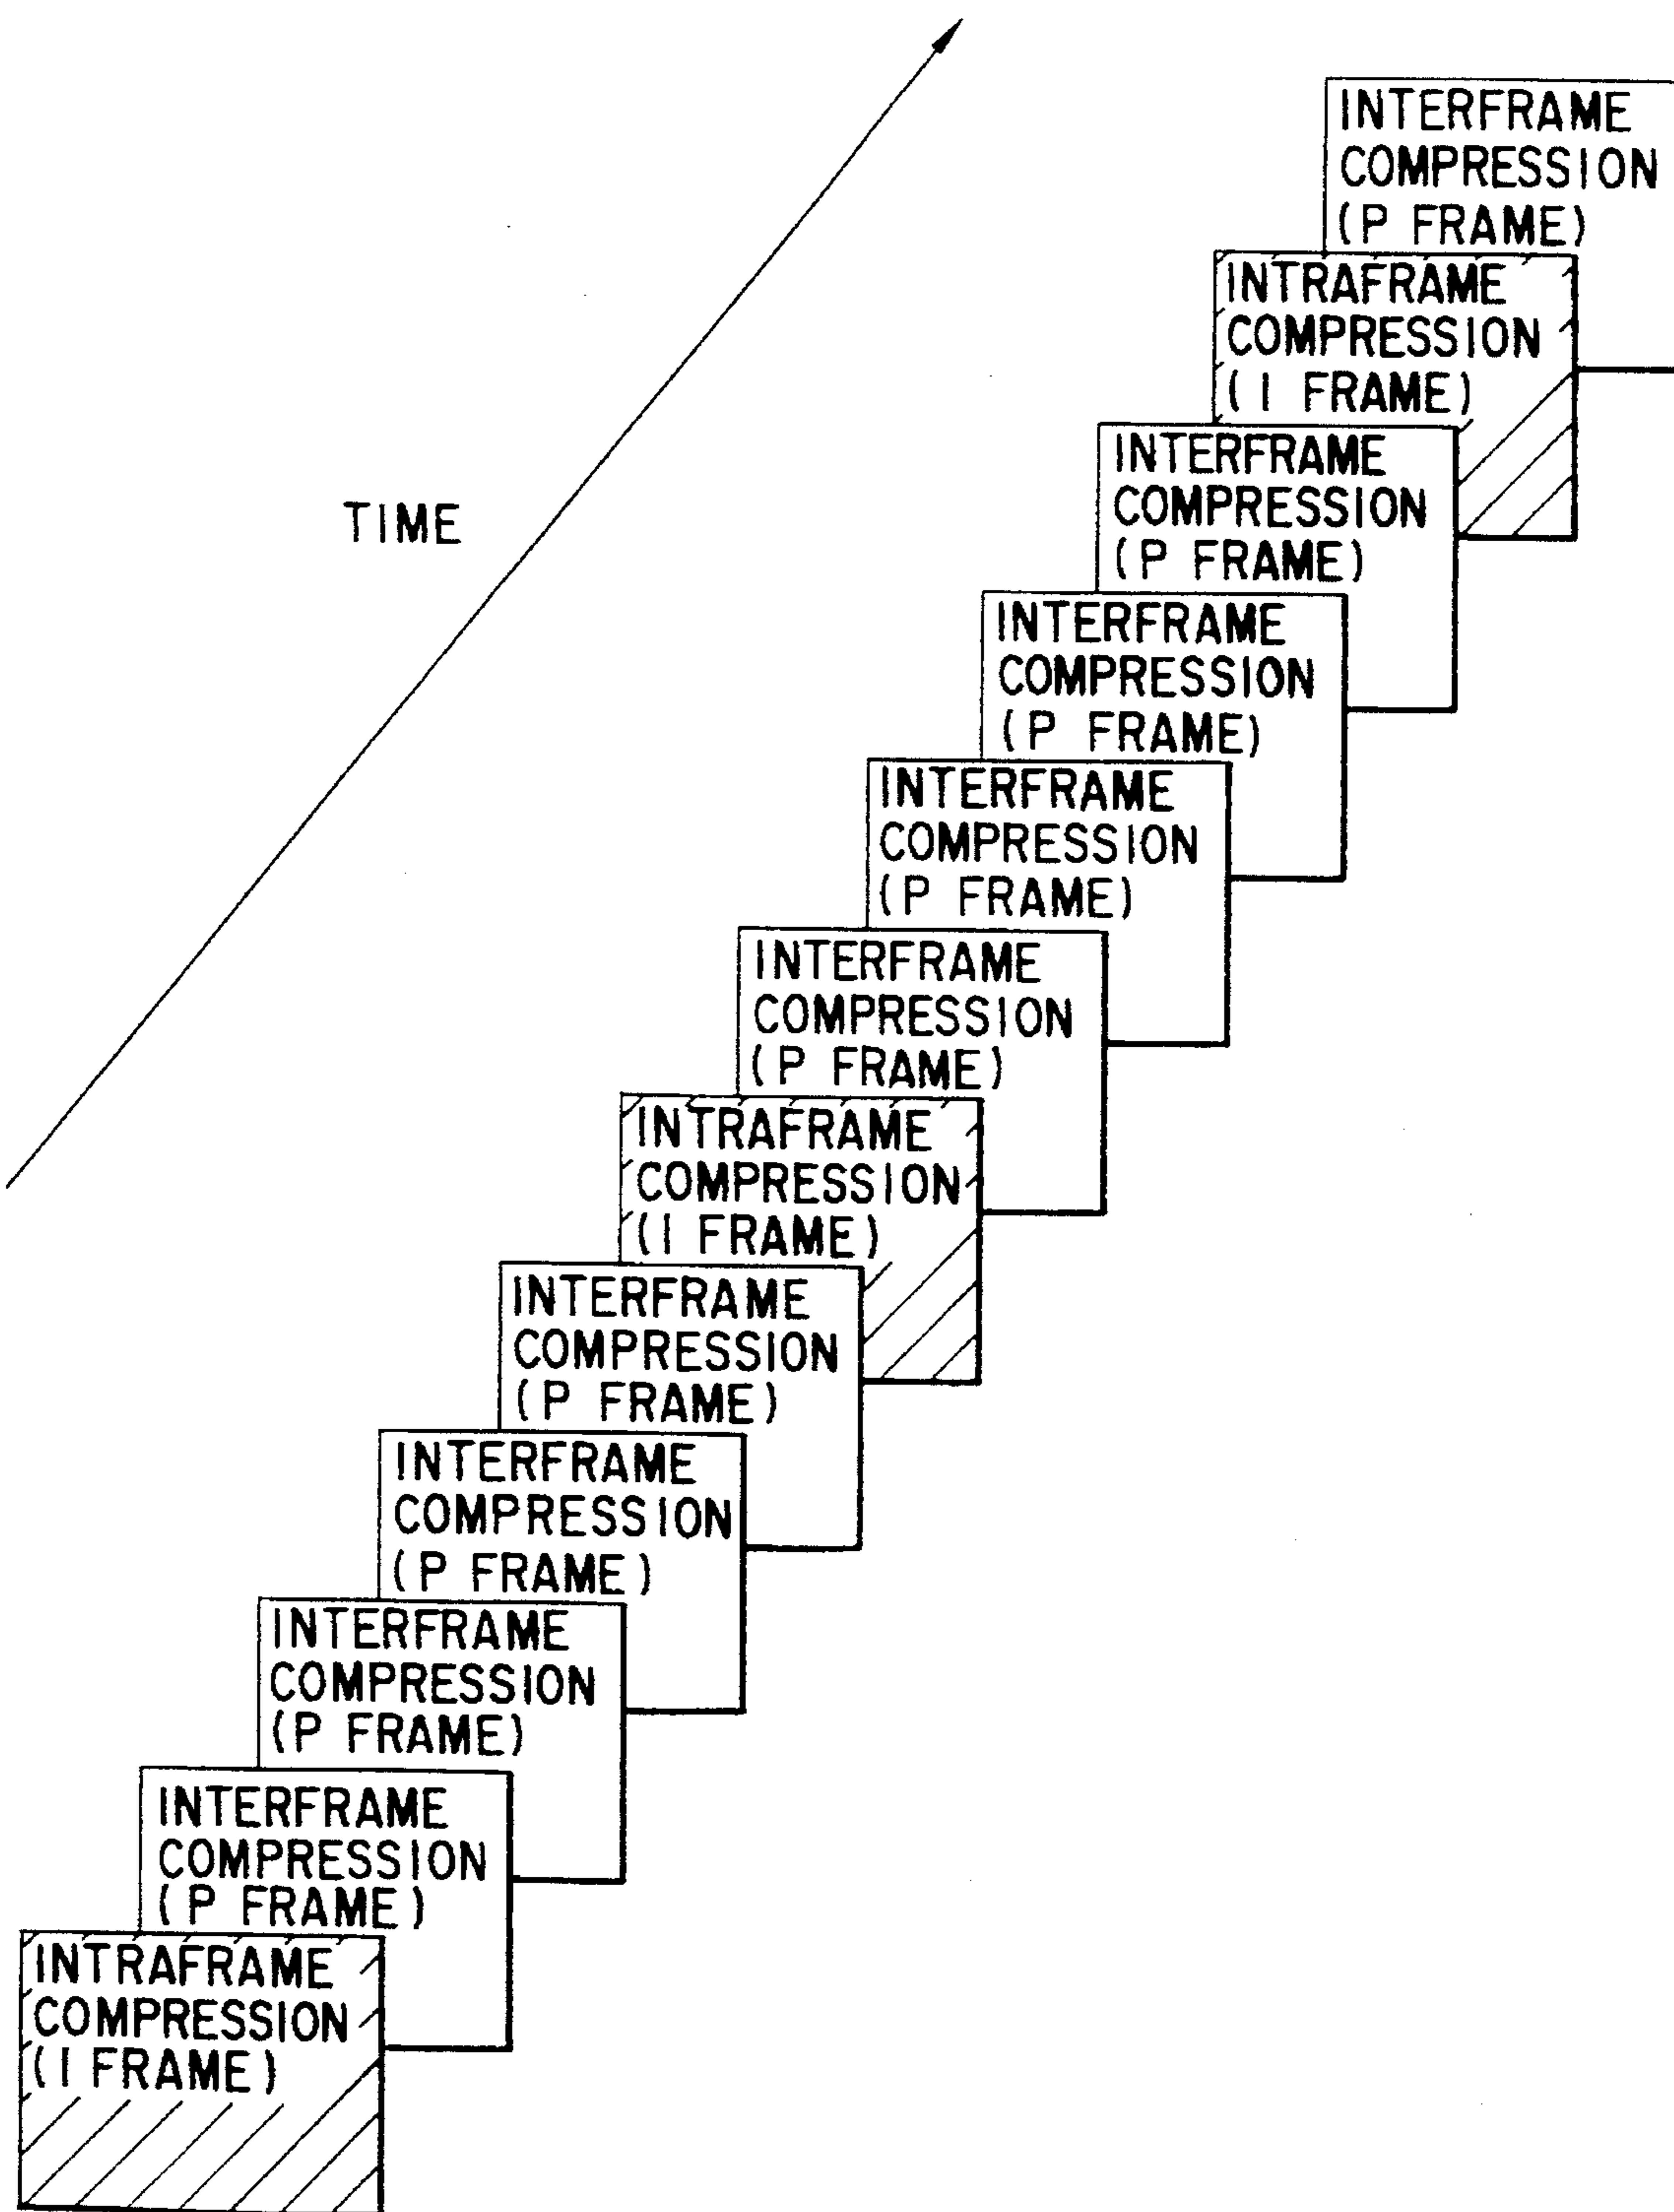 INTERFRAME
COMPRESSION
(P FRAME)
INTRAFRAME
COMPRESSION
(I FRAME)
INTERFRAME
COMPRESSION
(P FRAME)
TIME
INTERFRAME
COMPRESSION
(P FRAME)
INTERFRAME
COMPRESSION
(P FRAME)
INTERFRAME
COMPRESSION
(P FRAME)
INTRAFRAME
COMPRESSION
(I FRAME)
INTERFRAME
COMPRESSION
(P FRAME)
INTERFRAME
COMPRESSION
(P FRAME)
INTERFRAME
COMPRESSION
(P FRAME)
INTERFRAME
COMPRESSION
(P FRAME)
INTRAFRAME
COMPRESSION
(I FRAME)